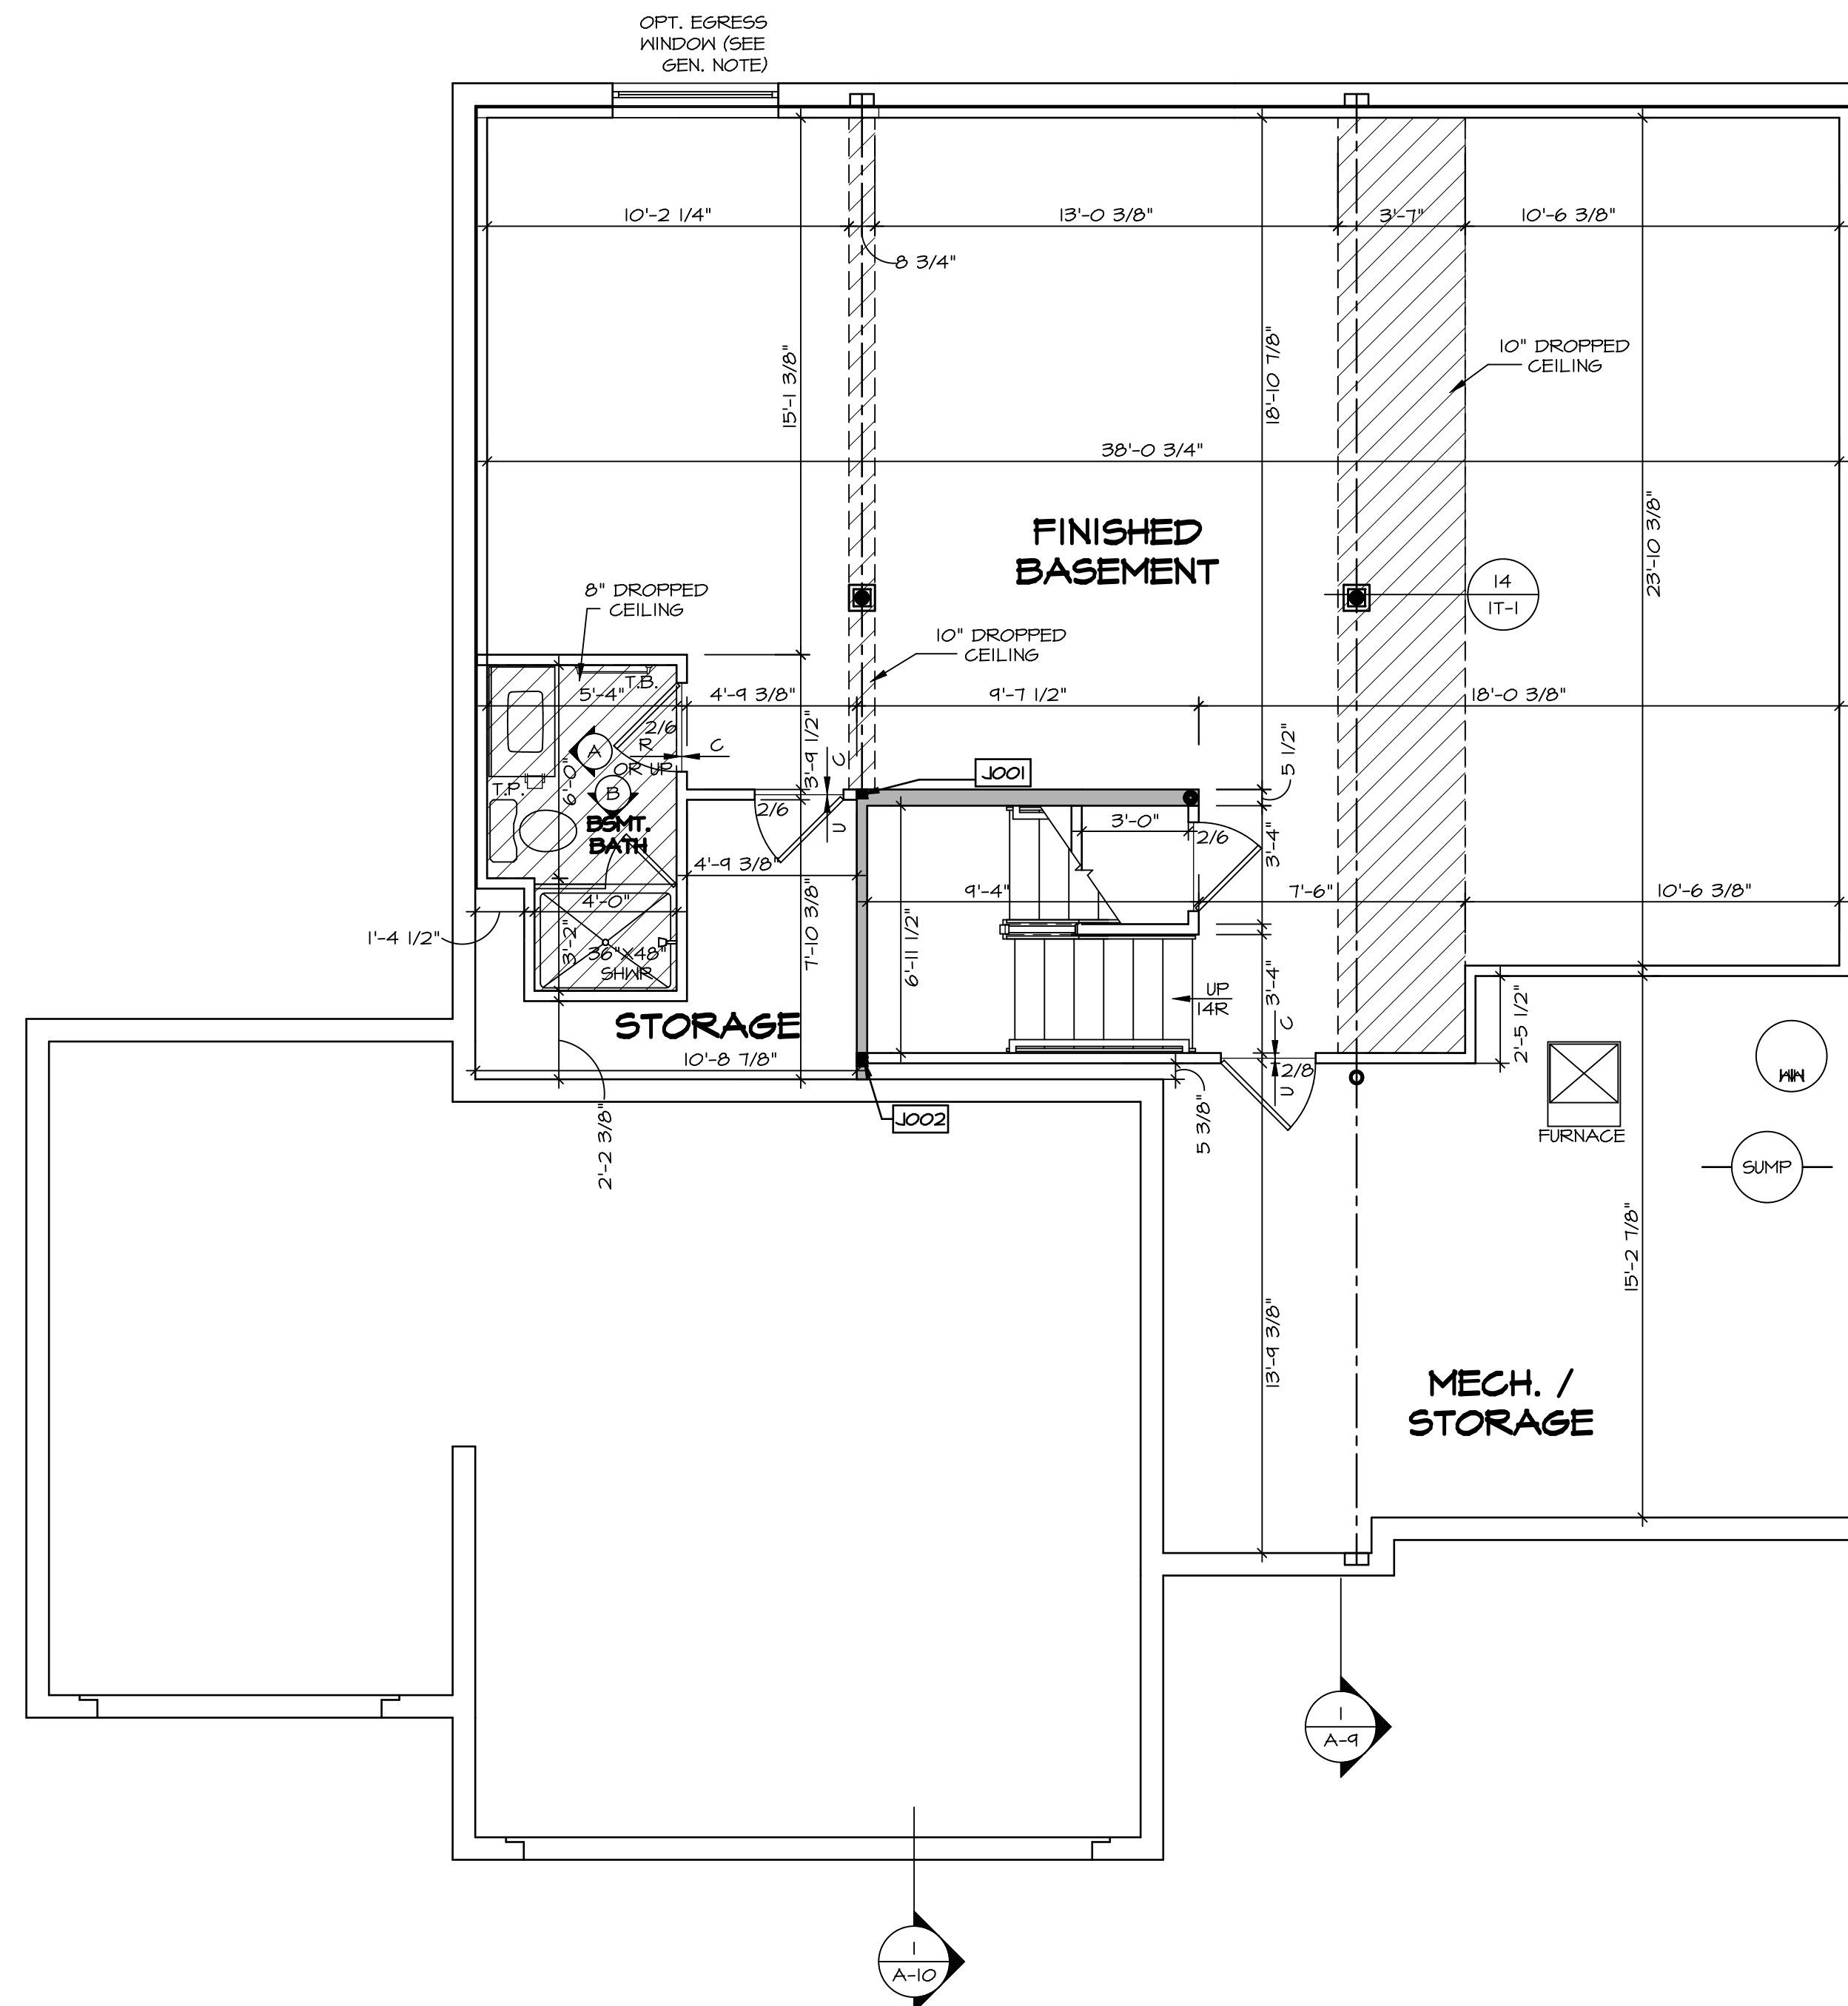 OPT. EGRESS
WINDOW (SEE
GEN. NOTE)
10'-2 1/4"
13'-0 3/8"
3'-7"
10'-6 3/8"
8 3/4"
15'-1 3/8"
18'-10 7/8"
10" DROPPED
CEILING
38'-0 3/4"
23'-10 3/8"
FINISHED
BASEMENT
14
1T-1
8" DROPPED
CEILING
10" DROPPED
CEILING
T.B.
5'-4"
4'-9 3/8"
9'-7 1/2"
18'-0 3/8"
2/6
R
C
OR UP
A
B
6'-0"
T.P.
BSMT.
BATH
3'-9 1/2"
C
U
2/6
J001
5 1/2"
3'-0"
2/6
3'-4"
4'-9 3/8"
9'-4"
7'-6"
10'-6 3/8"
4'-0"
1'-4 1/2"
3'-2"
36"X48"
SHWR
7'-10 3/8"
6'-11 1/2"
UP
14R
3'-4"
C
U
2/8
2'-5 1/2"
STORAGE
10'-8 7/8"
J002
2'-2 3/8"
5 3/8"
WH
FURNACE
SUMP
15'-2 7/8"
13'-9 3/8"
MECH. /
STORAGE
1
A-9
1
A-10